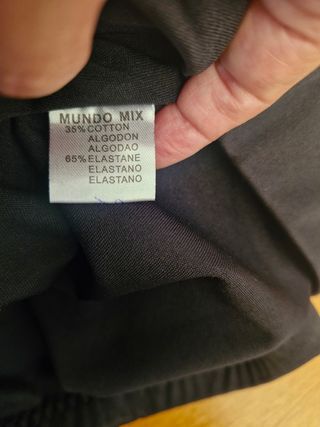 MUNDO MIX
35% COTTON
ALGODON
ALGODAO
65% ELASTANE
ELASTANO
ELASTANO